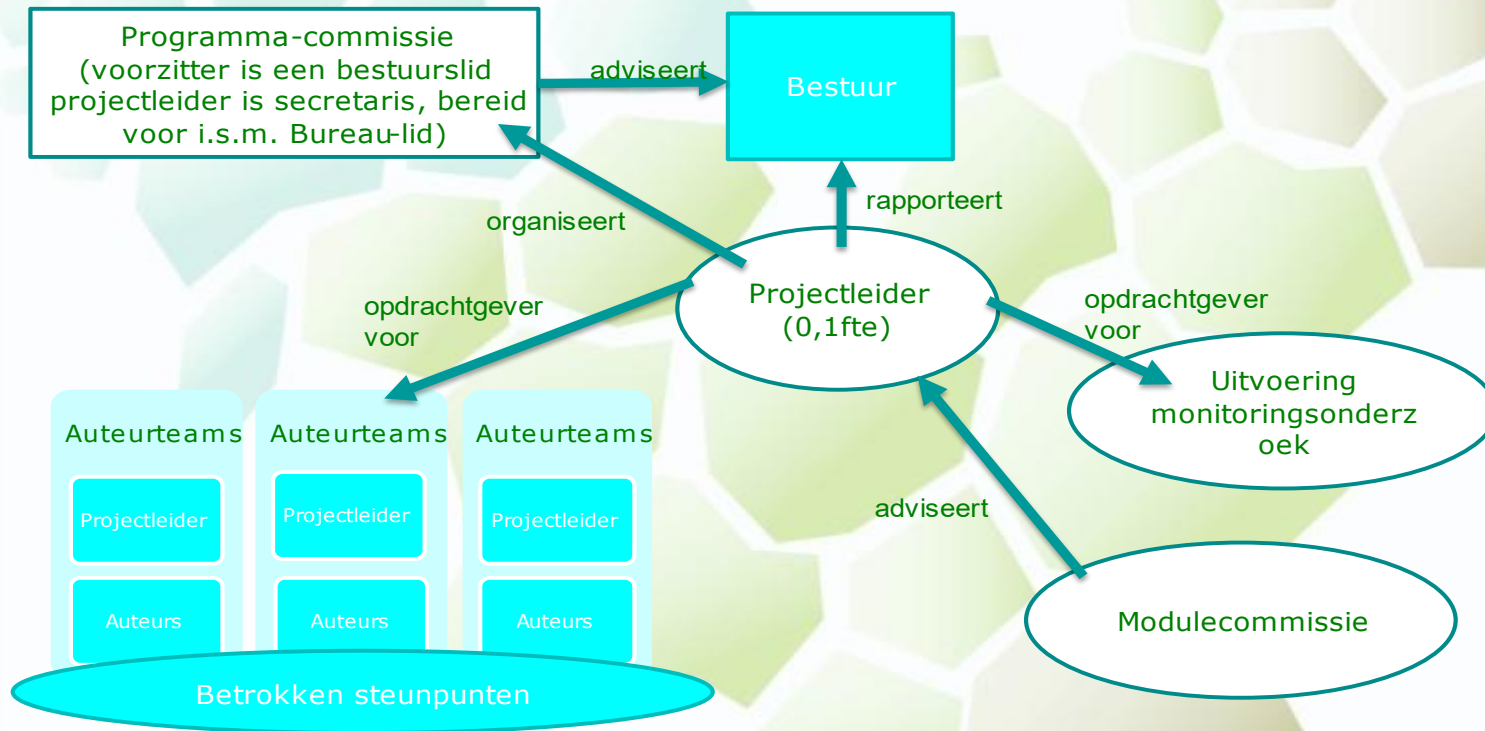 Programma-commissie
(voorzitter is een bestuurslid
projectleider is secretaris, bereid
voor i.s.m. Bureau-lid)
adviseert
Bestuur
organiseert
rapporteert
Projectleider
(0,1fte)
opdrachtgever
voor
opdrachtgever
voor
Uitvoering
monitoringsonderz
oek
Auteurteams
Auteurteams
Auteurteams
Projectleider
Projectleider
Projectleider
Auteurs
Auteurs
Auteurs
adviseert
Modulecommissie
Betrokken steunpunten